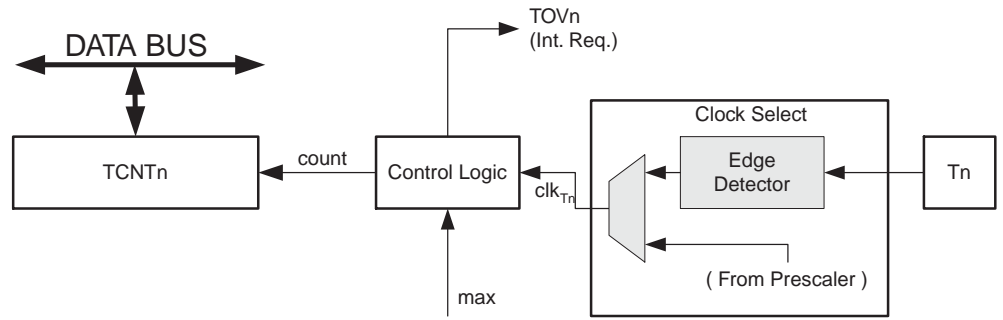 TOVn
(Int. Req.)
DATA BUS
Clock Select
TCNTn
count
Control Logic
clkTn
Edge
Detector
Tn
( From Prescaler )
max